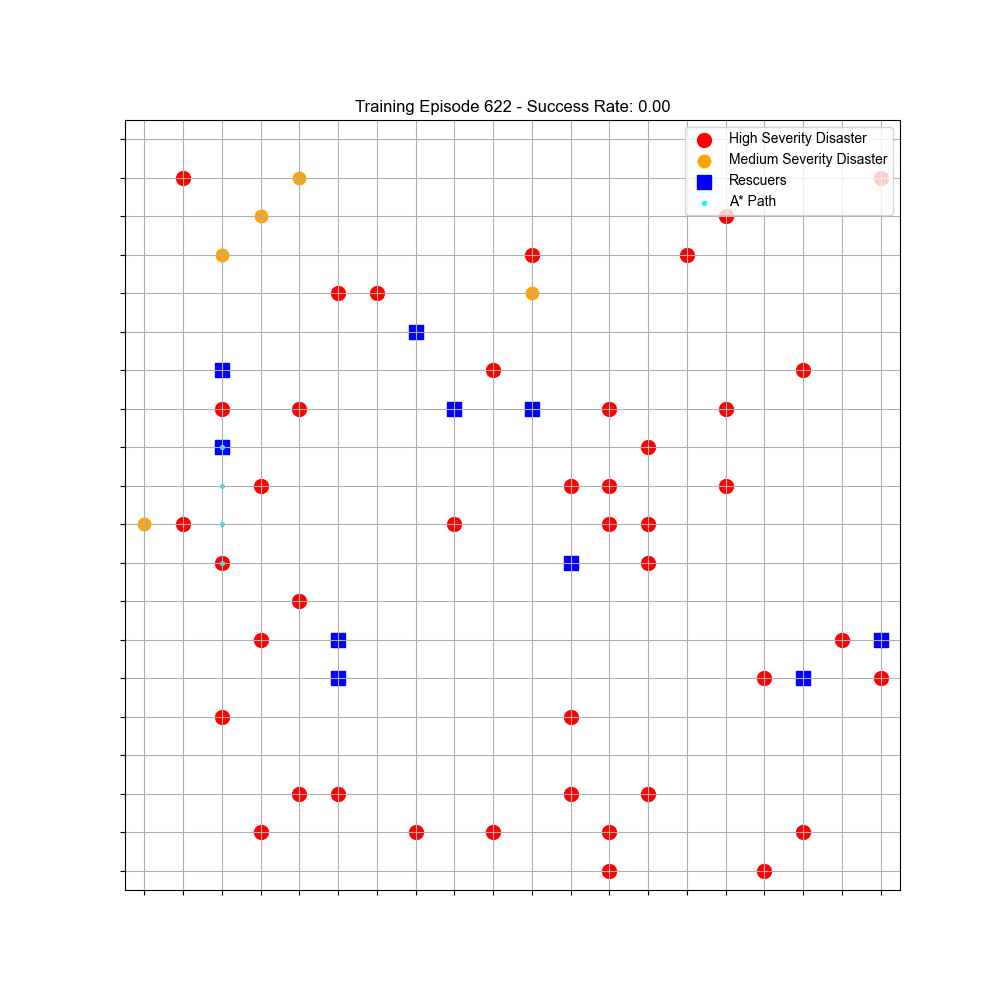 Training Episode 622 - Success Rate: 0.00
High Severity Disaster
Medium Severity Disaster
Rescuers
A* Path